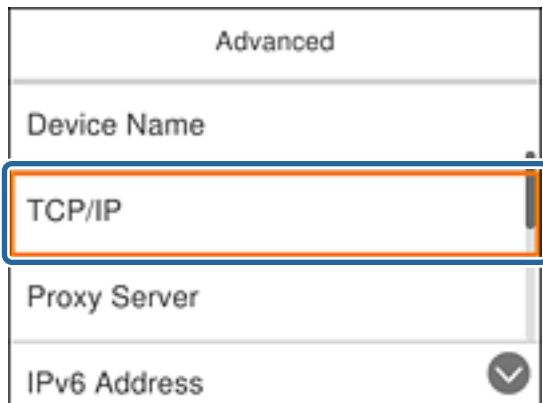 Advanced
Device Name
TCP/IP
Proxy Server
IPv6 Address